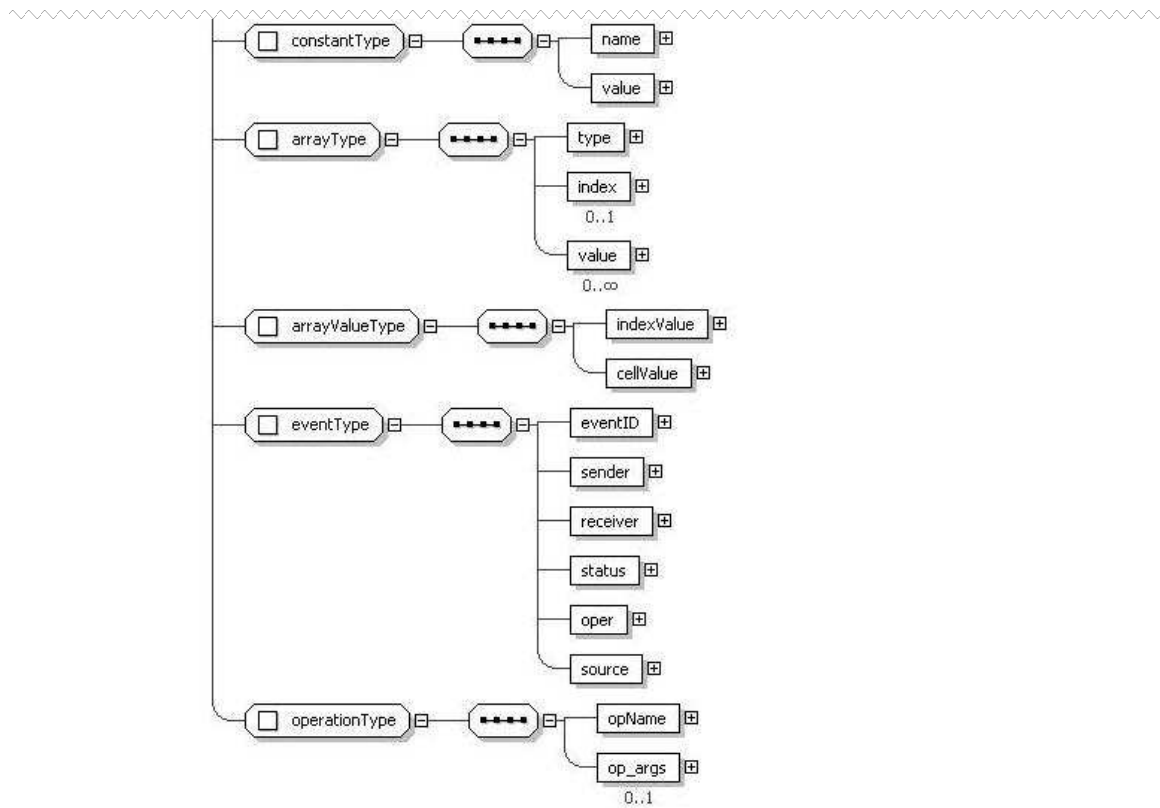 constantType
name
value
arrayType
type
index
0..1
value
0..∞
arrayValueType
indexValue
cellValue
eventType
eventID
sender
receiver
status
oper
source
operationType
opName
op_args
0..1